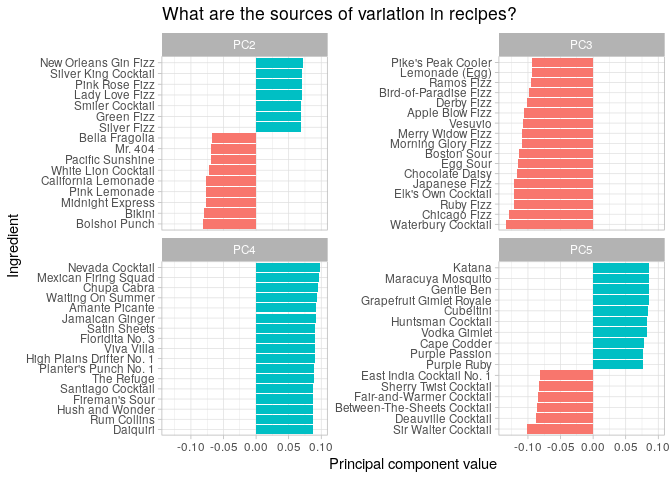 What are the sources of variation in recipes?
PC2
New Orleans Gin Fizz
Silver King Cocktail
Pink Rose Fizz
Lady Love Fizz
Smiler Cocktail
Green Fizz
Silver Fizz
Bella Fragolia
Mr. 404
Pacific Sunshine
White Lion Cocktail
California Lemonade
Pink Lemonade
Midnight Express
Bikini
Bolshoi Punch
PC3
Pike's Peak Cooler
Lemonade (Egg)
Ramos Fizz
Bird-of-Paradise Fizz
Derby Fizz
Apple Blow Fizz
Vesuvio
Merry Widow Fizz
Morning Glory Fizz
Boston Sour
Egg Sour
Chocolate Daisy
Japanese Fizz
Elk's Own Cocktail
Ruby Fizz
Chicago Fizz
Waterbury Cocktail
PC4
Nevada Cocktail
Mexican Firing Squad
Chupa Cabra
Waiting On Summer
Amante Picante
Jamaican Ginger
Satin Sheets
Floridita No. 3
Viva Villa
High Plains Drifter No. 1
Planter's Punch No. 1
The Refuge
Santiago Cocktail
Fireman's Sour
Hush and Wonder
Rum Collins
Daiquiri
-0.10 -0.05 0.00 0.05 0.10
PC5
Katana
Maracuya Mosquito
Gentle Ben
Grapefruit Gimlet Royale
Cubeltini
Huntsman Cocktail
Vodka Gimlet
Cape Codder
Purple Passion
Purple Ruby
East India Cocktail No. 1
Sherry Twist Cocktail
Fair-and-Warmer Cocktail
Between-The-Sheets Cocktail
Deauville Cocktail
Sir Walter Cocktail
-0.10 -0.05 0.00 0.05 0.10
Ingredient
Principal component value